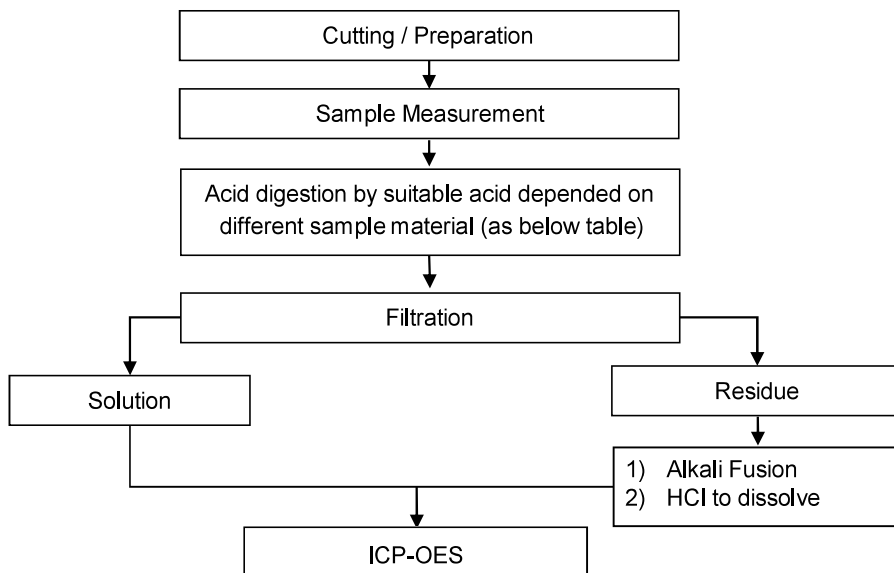 Cutting / Preparation
Sample Measurement
Acid digestion by suitable acid depended on
different sample material (as below table)
Filtration
Solution
Residue
1) Alkali Fusion
2) HCl to dissolve
ICP-OES